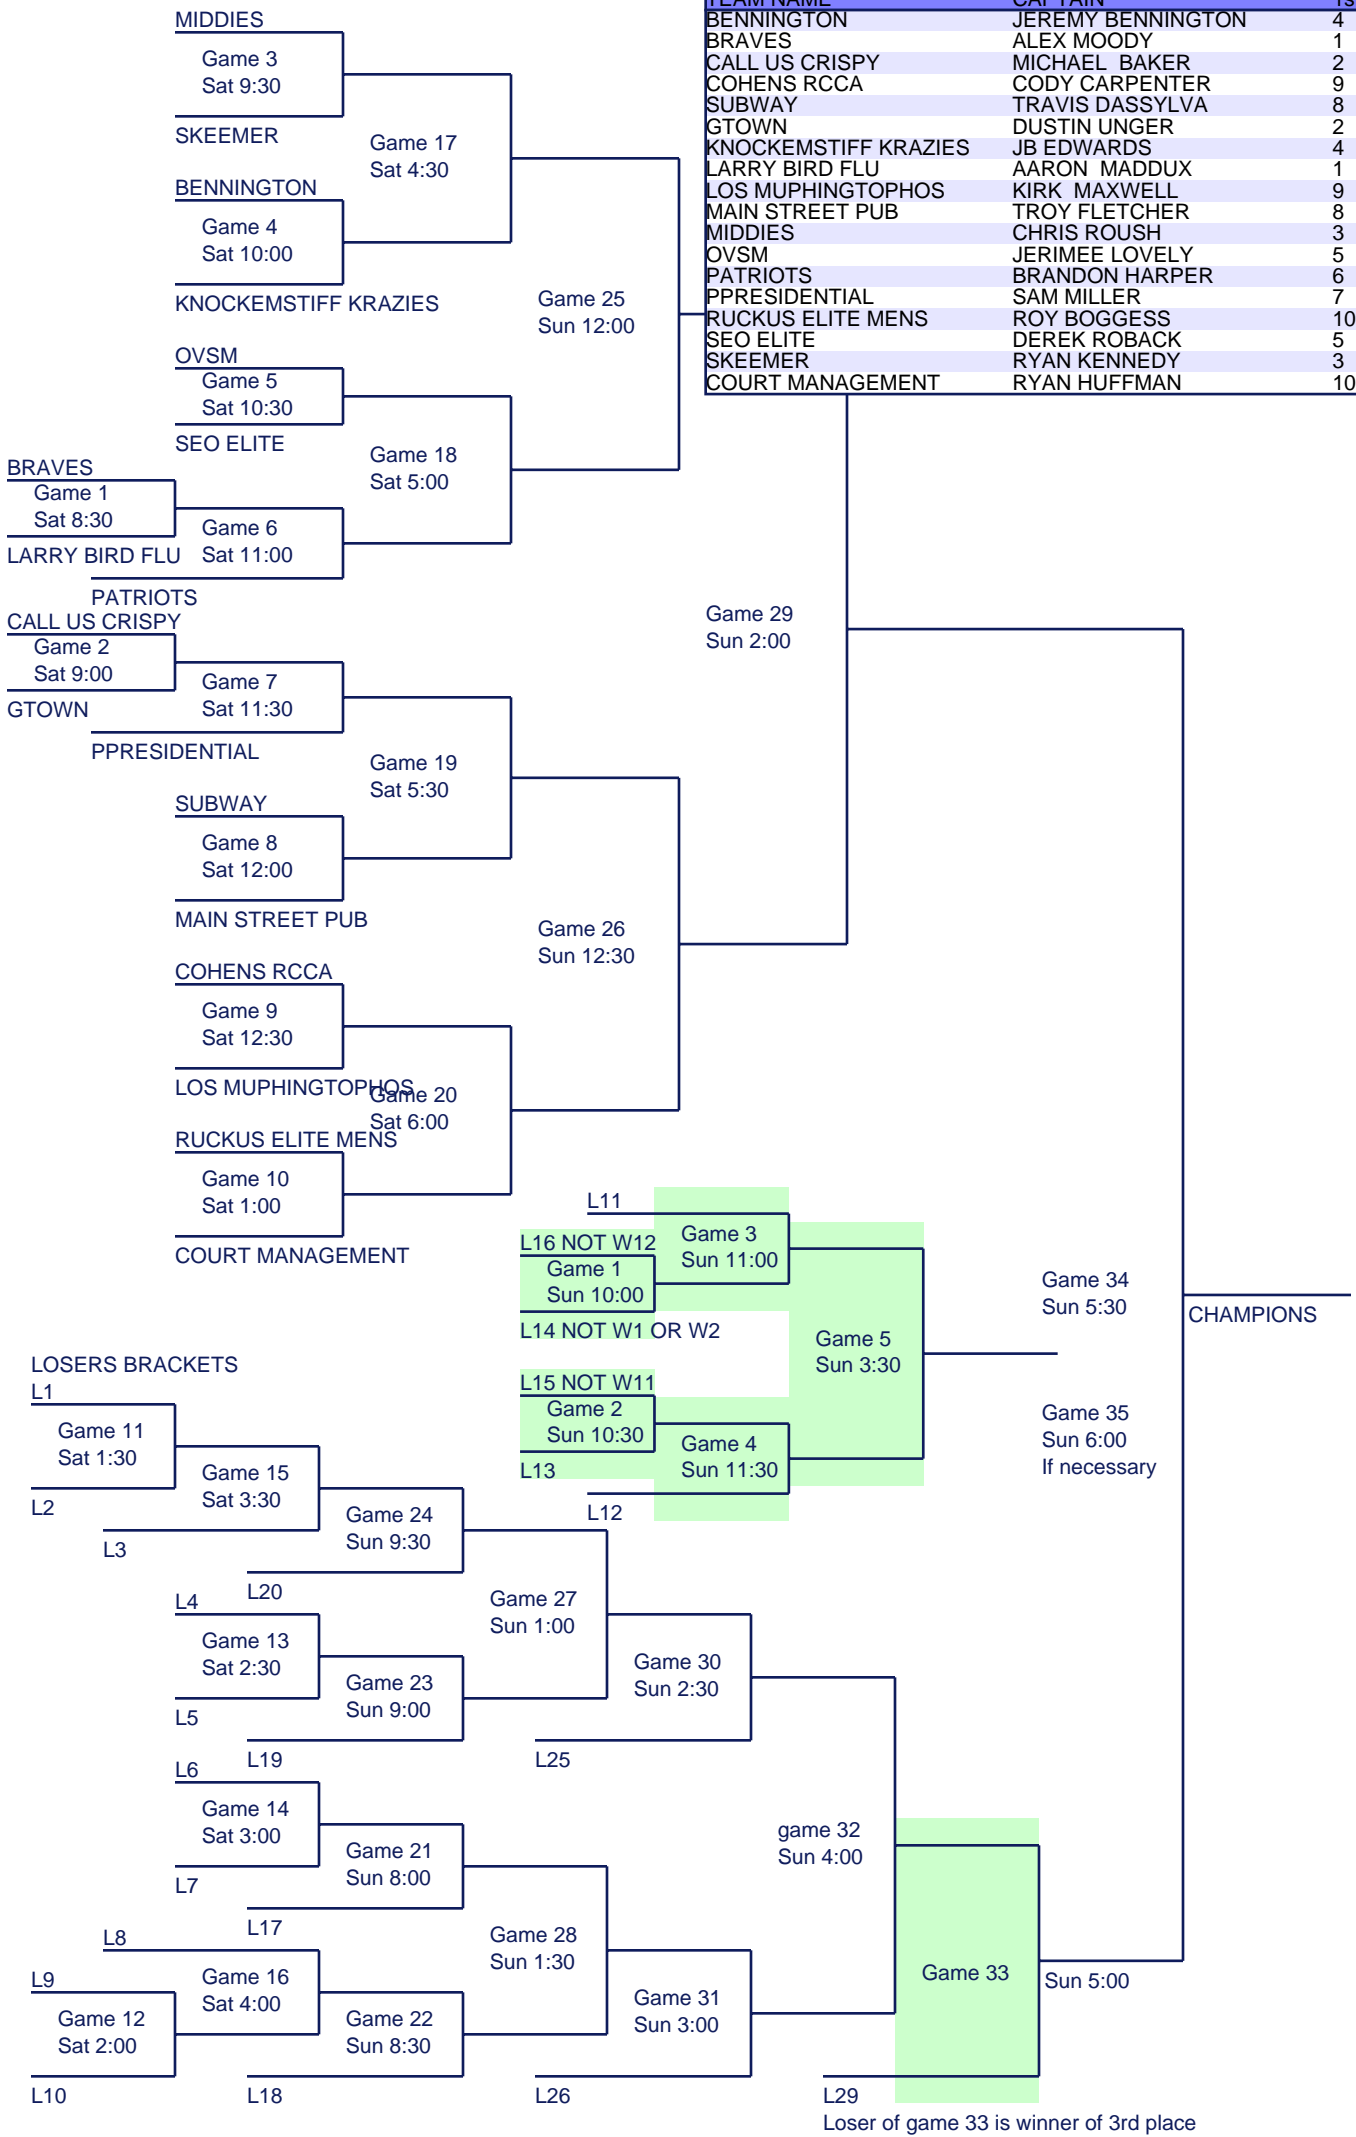 TEAM NAME CAPTAIN
BENNINGTON JEREMY BENNINGTON 4
BRAVES ALEX MOODY 1
CALL US CRISPY MICHAEL BAKER 2
COHENS RCCA CODY CARPENTER 9
SUBWAY TRAVIS DASSYLVA 8
GTOWN DUSTIN UNGER 2
KNOCKEMSTIFF KRAZIES JB EDWARDS 4
LARRY BIRD FLU AARON MADDUX 1
LOS MUPHINGTOPHOS KIRK MAXWELL 9
MAIN STREET PUB TROY FLETCHER 8
MIDDIES CHRIS ROUSH 3
OVSM JERIMEE LOVELY 5
PATRIOTS BRANDON HARPER 6
PPRESIDENTIAL SAM MILLER 7
RUCKUS ELITE MENS ROY BOGGESS 10
SEO ELITE DEREK ROBACK 5
SKEEMER RYAN KENNEDY 3
COURT MANAGEMENT RYAN HUFFMAN 10
MIDDIES
Game 3
Sat 9:30
SKEEMER
Game 17
Sat 4:30
BENNINGTON
Game 4
Sat 10:00
KNOCKEMSTIFF KRAZIES
Game 25
Sun 12:00
OVSM
Game 5
Sat 10:30
SEO ELITE
Game 18
Sat 5:00
BRAVES
Game 1
Sat 8:30
LARRY BIRD FLU
Game 6
Sat 11:00
PATRIOTS
CALL US CRISPY
Game 2
Sat 9:00
GTOWN
Game 7
Sat 11:30
PPRESIDENTIAL
Game 29
Sun 2:00
Game 19
Sat 5:30
SUBWAY
Game 8
Sat 12:00
MAIN STREET PUB
Game 26
Sun 12:30
COHENS RCCA
Game 9
Sat 12:30
LOS MUPHINGTOPHOS
Game 20
Sat 6:00
RUCKUS ELITE MENS
Game 10
Sat 1:00
COURT MANAGEMENT
L11
Game 3
Sun 11:00
L16 NOT W12
Game 1
Sun 10:00
L14 NOT W1 OR W2
Game 5
Sun 3:30
L15 NOT W11
Game 2
Sun 10:30
L13
Game 4
Sun 11:30
L12
Game 34
Sun 5:30
CHAMPIONS
Game 35
Sun 6:00
If necessary
LOSERS BRACKETS
L1
Game 11
Sat 1:30
L2
Game 15
Sat 3:30
L3
Game 24
Sun 9:30
L20
L4
Game 13
Sat 2:30
L5
Game 23
Sun 9:00
L19
Game 27
Sun 1:00
Game 30
Sun 2:30
L25
L6
Game 14
Sat 3:00
L7
Game 21
Sun 8:00
L17
game 32
Sun 4:00
L8
Game 28
Sun 1:30
L9
Game 16
Sat 4:00
Game 12
Sat 2:00
L10
Game 22
Sun 8:30
L18
Game 31
Sun 3:00
L26
Game 33
Sun 5:00
L29
Loser of game 33 is winner of 3rd place